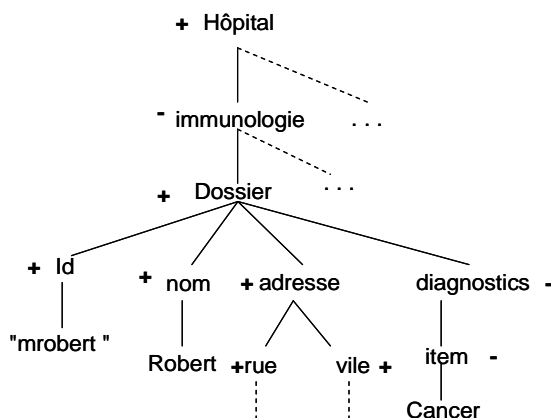 + Hôpital
- immunologie . . .
+ Dossier . . .
+ Id + nom + adresse diagnostics -
"mrobert " Robert +rue vile + item -
Cancer